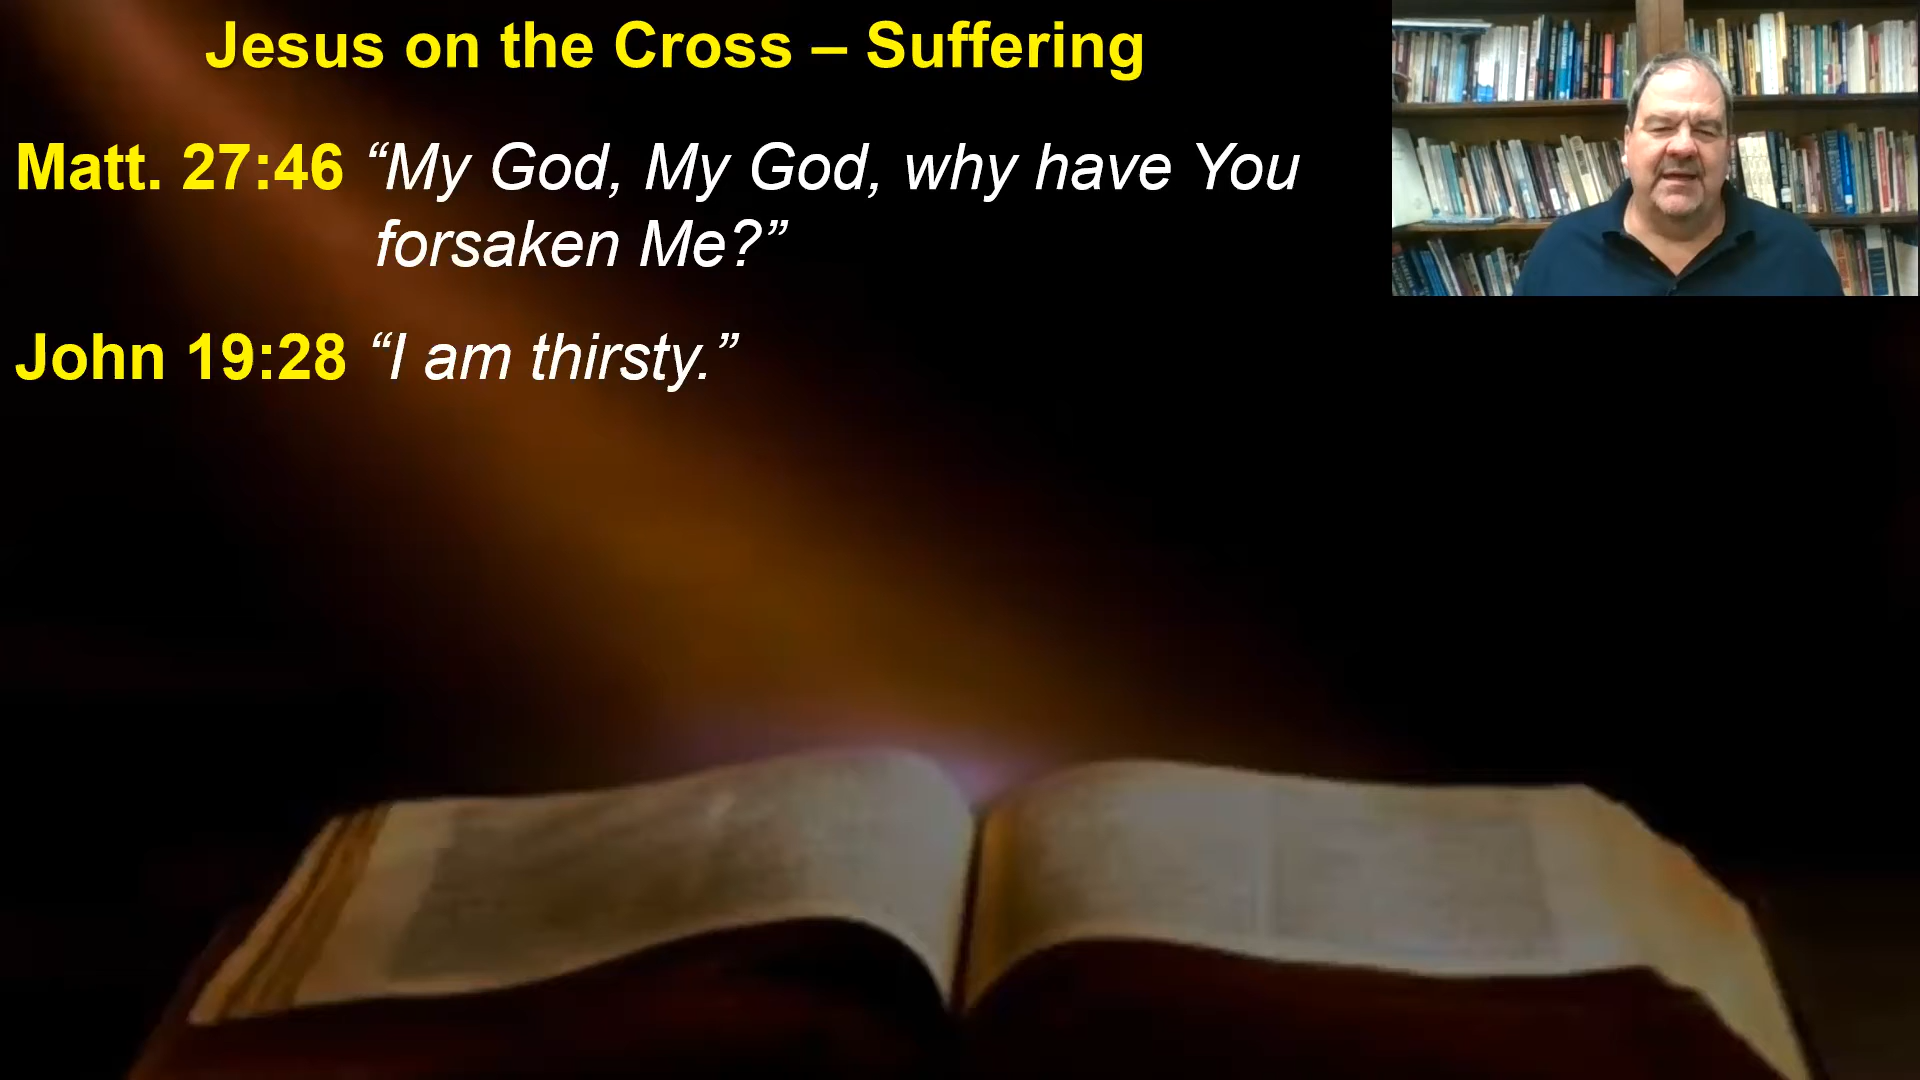 Jesus on the Cross – Suffering
Matt. 27:46 “My God, My God, why have You
forsaken Me?”
John 19:28 “I am thirsty.”